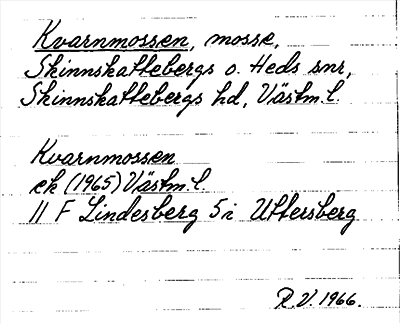 Kvarnmossen, mosse,
Skinnskattebergs o. Heds snr,
Skinnskattebergs hd, Västm. l.
Kvarnmossen
ek (1965) Västm. l.
11 F Lindesberg 5i Uttersberg
R.V. 1966.